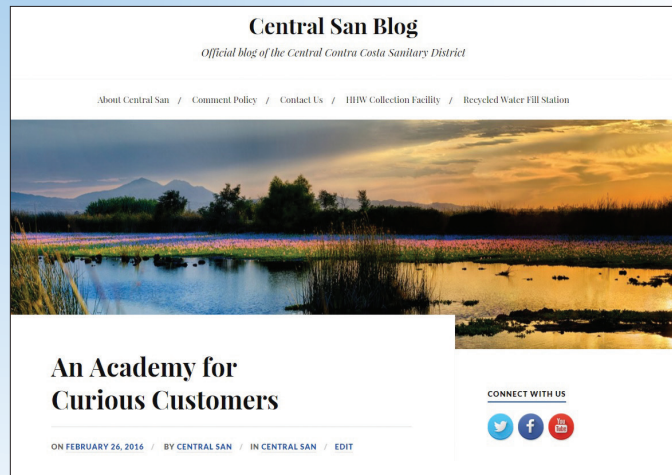 Central San Blog
Official blog of the Central Contra Costa Sanitary District
About Central San / Comment Policy / Contact Us / HHW Collection Facility / Recycled Water Fill Station
An Academy for
Curious Customers
ON FEBRUARY 26, 2016 / BY CENTRAL SAN / IN CENTRAL SAN / EDIT
CONNECT WITH US
You
Tube